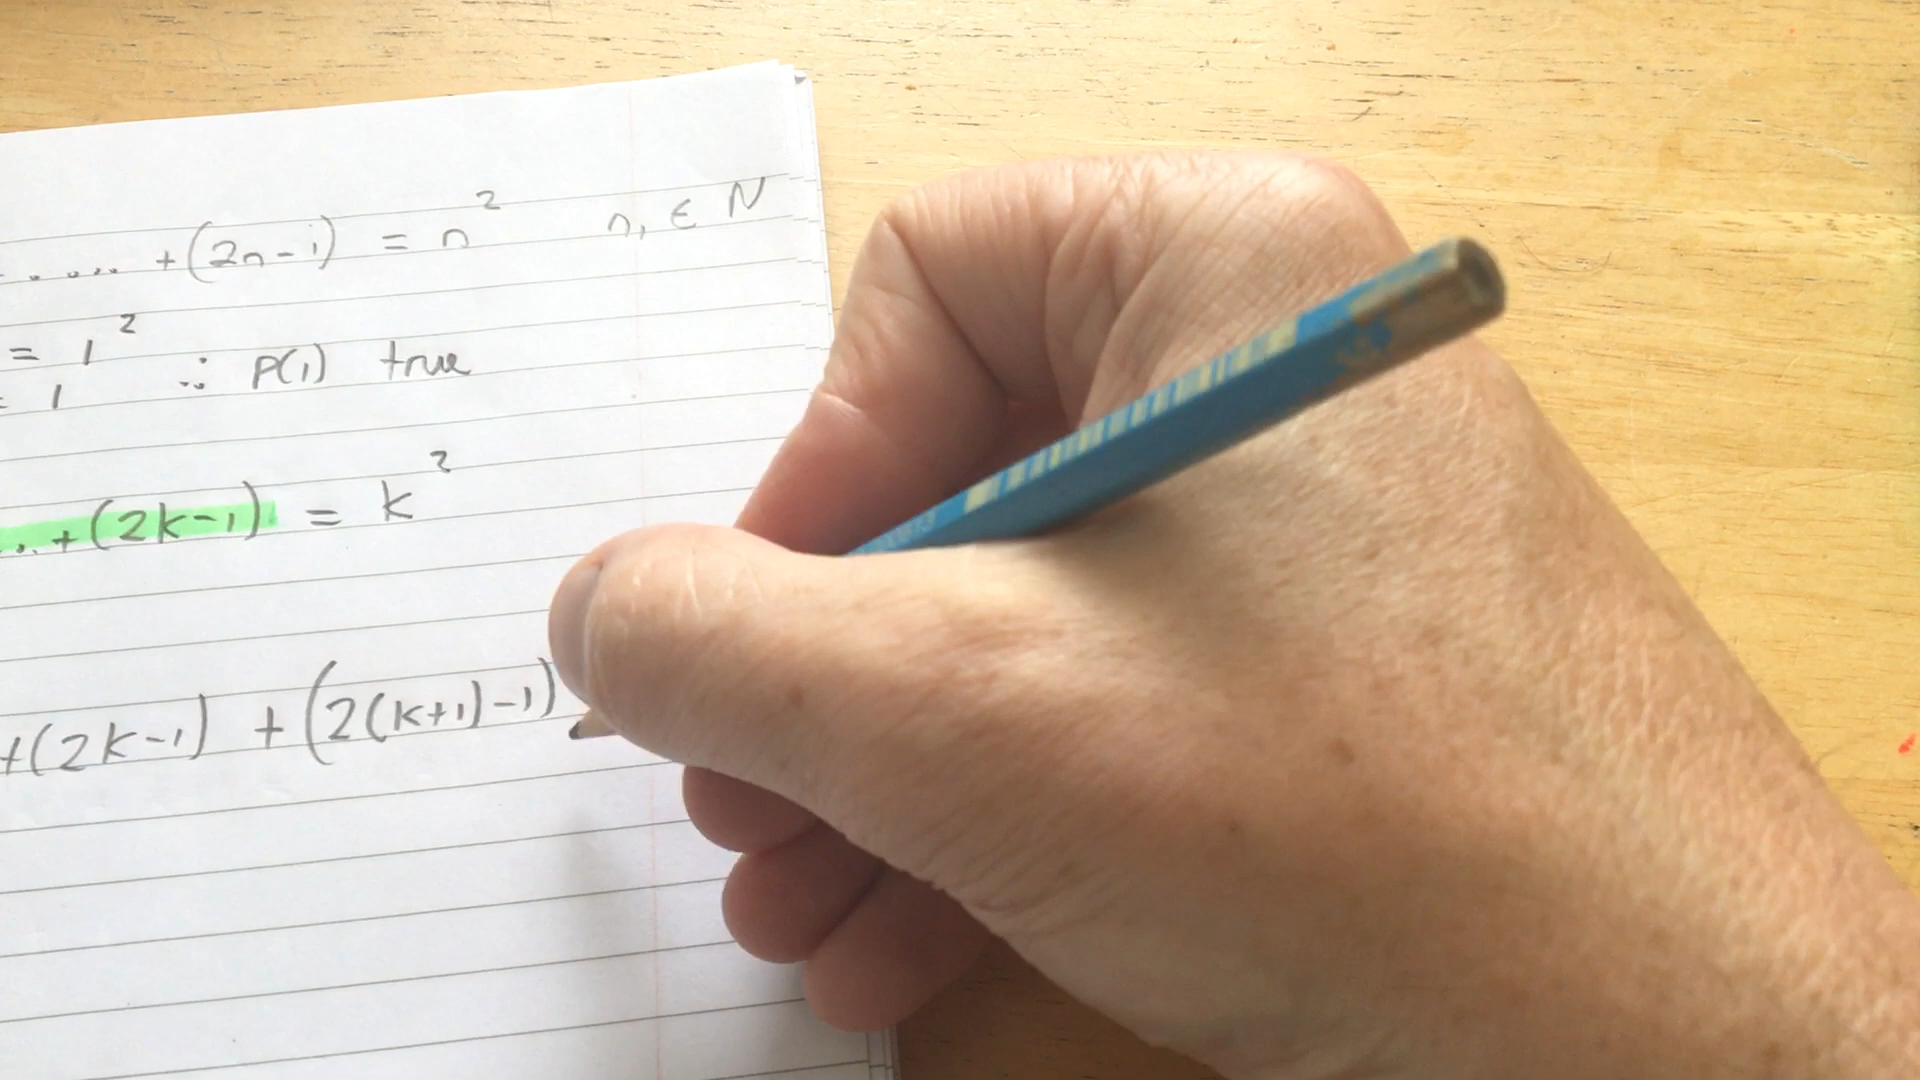 ..... +(2n-1) = n² n, ∈ N
= 1² ∴ P(1) true
= 1
... +(2k-1) = k²
+(2k-1) + (2(k+1)-1)